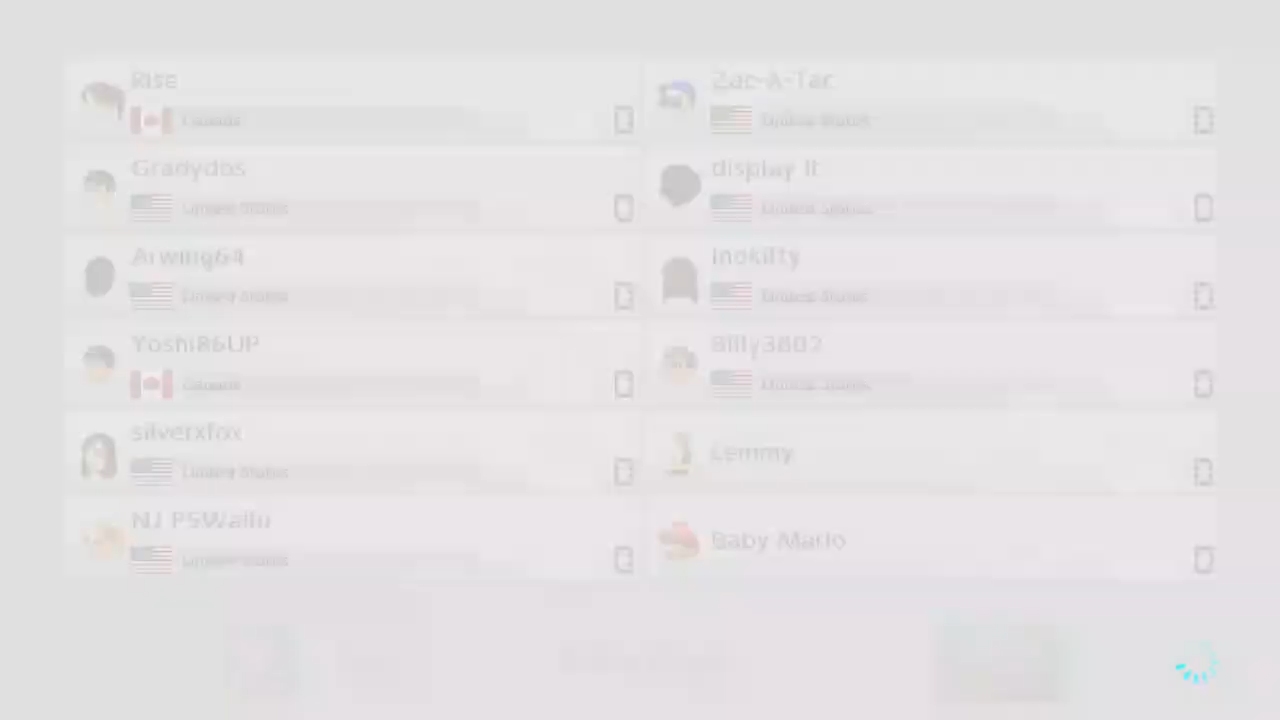 Rise
Canada
Zac-A-Tac
United States
Gradydos
United States
display it
United States
Arwing64
United States
Inokitty
United States
YoshiR6UP
Canada
Billy3802
United States
silverxfox
United States
Lemmy
NJ PSWaifu
United States
Baby Mario